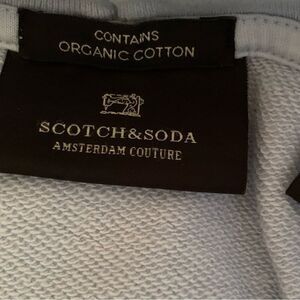 CONTAINS
ORGANIC COTTON
SCOTCH&SODA
AMSTERDAM COUTURE